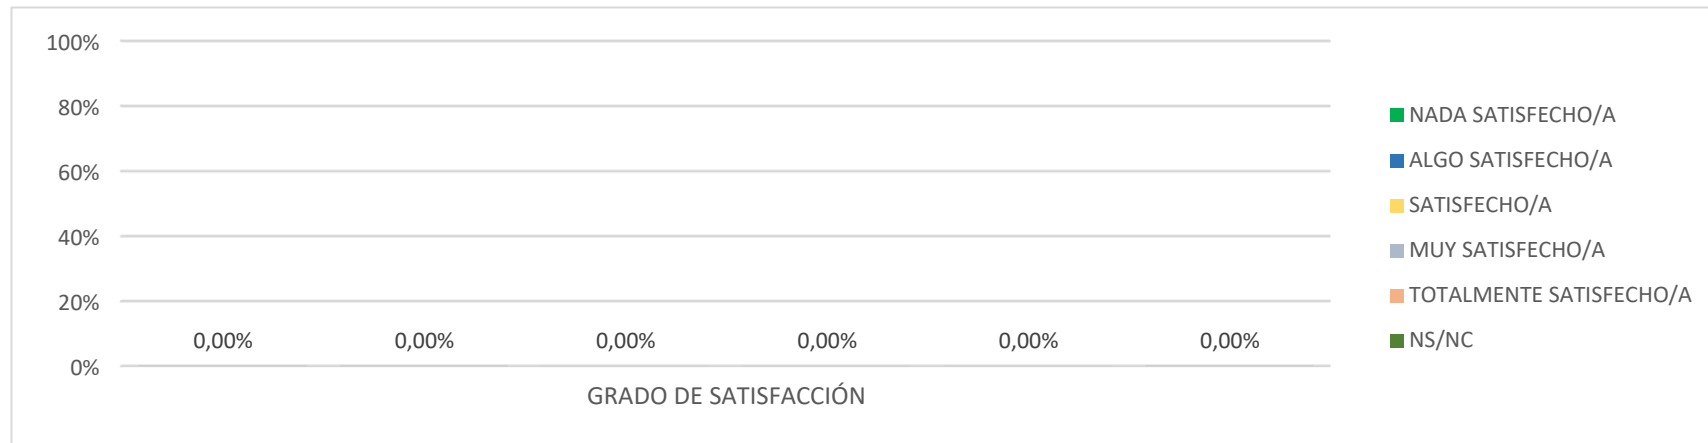 100%
80%
60%
40%
20%
0%
0,00% 0,00% 0,00% 0,00% 0,00% 0,00%
GRADO DE SATISFACCIÓN
NADA SATISFECHO/A
ALGO SATISFECHO/A
SATISFECHO/A
MUY SATISFECHO/A
TOTALMENTE SATISFECHO/A
NS/NC